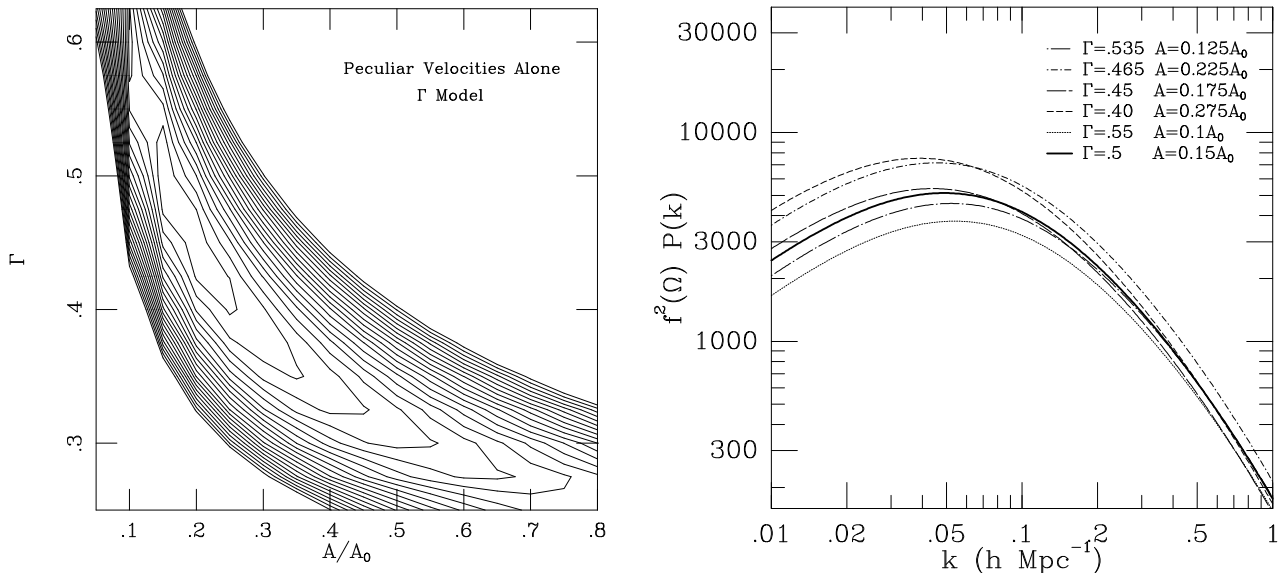 .6
.5
.4
.3
Γ
Peculiar Velocities Alone
Γ Model
.1 .2 .3 .4 .5 .6 .7 .8
A/A₀
30000
10000
3000
1000
300
f²(Ω) P(k)
Γ=.535 A=0.125A₀
Γ=.465 A=0.225A₀
Γ=.45 A=0.175A₀
Γ=.40 A=0.275A₀
Γ=.55 A=0.1A₀
Γ=.5 A=0.15A₀
0.01 .02 .05 0.1 .2 .5 1
k (h Mpc⁻¹)